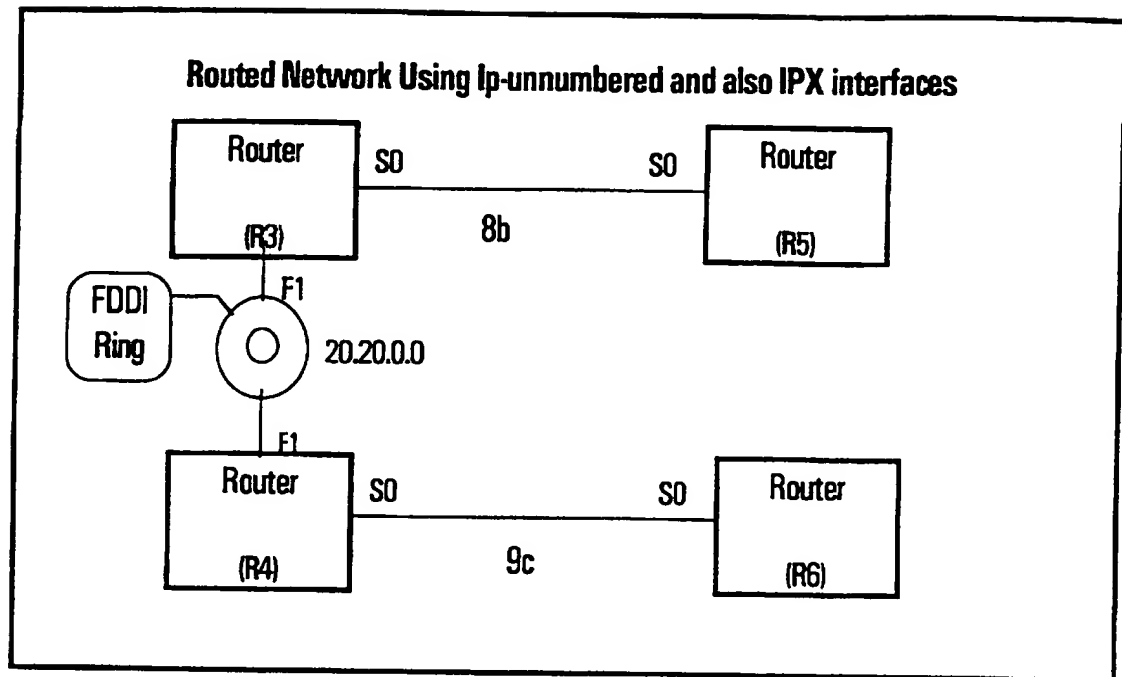 Routed Network Using Ip-unnumbered and also IPX interfaces
Router
S0
S0
Router
(R3)
8b
(R5)
FDDI
Ring
F1
20.20.0.0
F1
Router
S0
S0
Router
(R4)
9c
(R6)